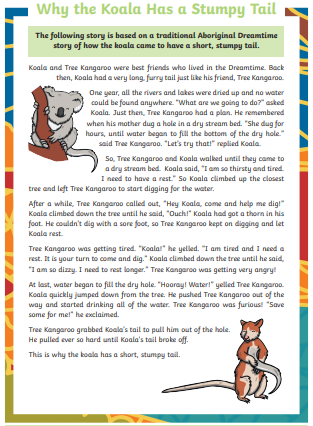 Why the Koala Has a Stumpy Tail
The following story is based on a traditional Aboriginal Dreamtime
story of how the koala came to have a short, stumpy tail.
Koala and Tree Kangaroo were best friends who lived in the Dreamtime. Back
then, Koala had a very long, furry tail just like his friend, Tree Kangaroo.
One year, all the rivers and lakes were dried up and no water
could be found anywhere. “What are we going to do?” asked
Koala. Just then, Tree Kangaroo had a plan. He remembered
when his mother dug a hole in a dry stream bed. “She dug for
hours, until water began to fill the bottom of the dry hole.”
said Tree Kangaroo. “Let’s try that!” replied Koala.
So, Tree Kangaroo and Koala walked until they came to
a dry stream bed. Koala said, “I am so thirsty and tired.
I need to have a rest.” So Koala climbed up the closest
tree and left Tree Kangaroo to start digging for the water.
After a while, Tree Kangaroo called out, “Hey Koala, come and help me dig!”
Koala climbed down the tree until he said, “Ouch!” Koala had got a thorn in his
foot. He couldn’t dig with a sore foot, so Tree Kangaroo kept on digging and let
Koala rest.
Tree Kangaroo was getting tired. “Koala!” he yelled. “I am tired and I need a
rest. It is your turn to come and dig.” Koala climbed down the tree until he said,
“I am so dizzy. I need to rest longer.” Tree Kangaroo was getting very angry!
At last, water began to fill the dry hole. “Hooray! Water!” yelled Tree Kangaroo.
Koala quickly jumped down from the tree. He pushed Tree Kangaroo out of the
way and started drinking all of the water. Tree Kangaroo was furious! “Save
some for me!” he exclaimed.
Tree Kangaroo grabbed Koala’s tail to pull him out of the hole.
He pulled ever so hard until Koala’s tail broke off.
This is why the koala has a short, stumpy tail.